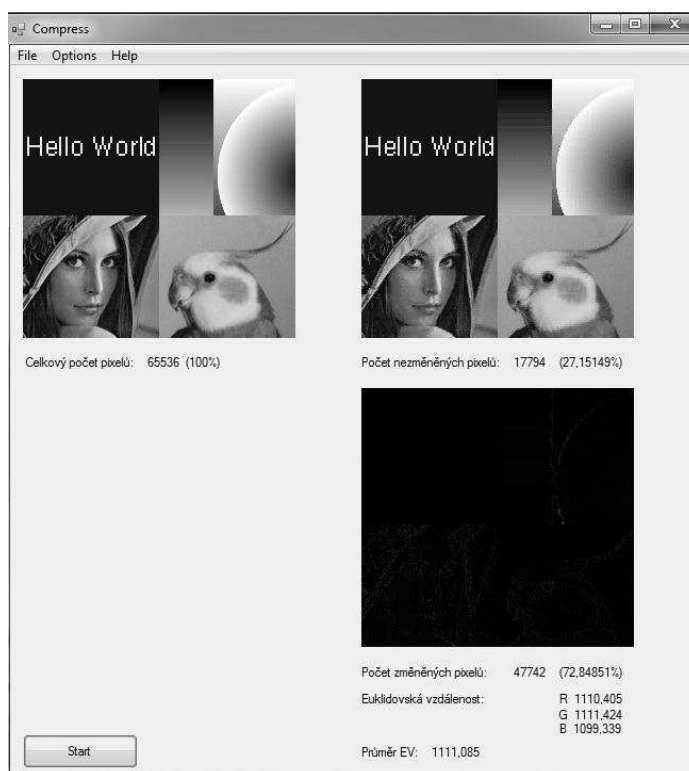 Compress
File Options Help
Hello World
Hello World
Celkový počet pixelů: 65536 (100%)
Počet nezměněných pixelů: 17794 (27,15149%)
Počet změněných pixelů: 47742 (72,84851%)
Euklidovská vzdálenost: R 1110,405
G 1111,424
B 1099,339
Start
Průměr EV: 1111,085